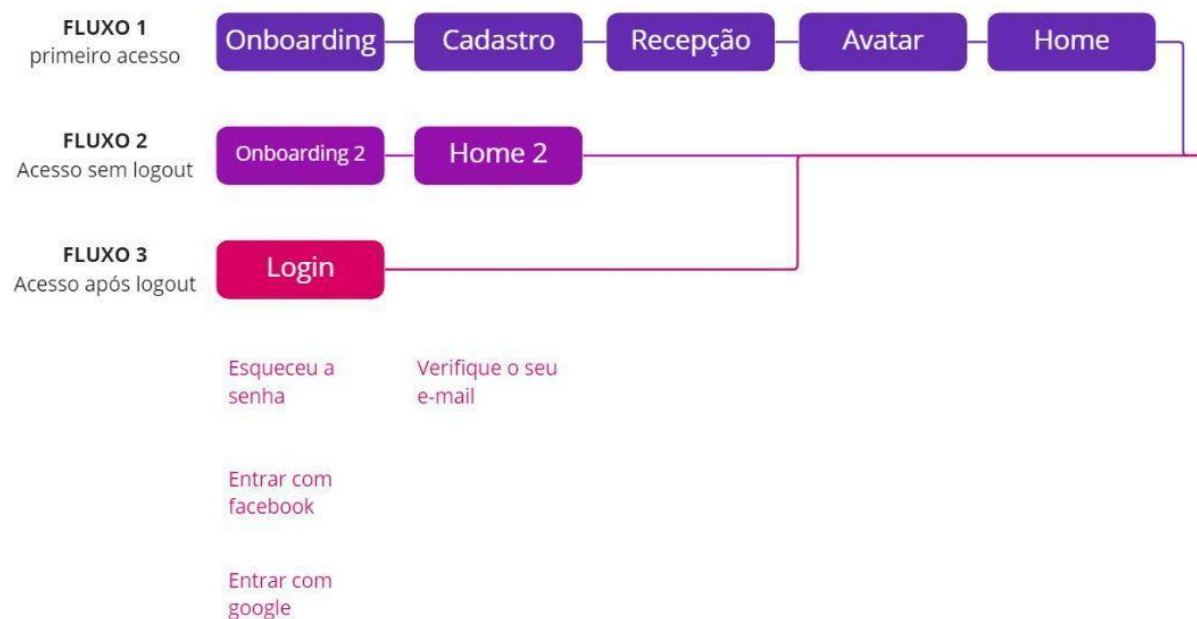 FLUXO 1
primeiro acesso
Onboarding
Cadastro
Recepção
Avatar
Home
FLUXO 2
Acesso sem logout
Onboarding 2
Home 2
FLUXO 3
Acesso após logout
Login
Esqueceu a
senha
Verifique o seu
e-mail
Entrar com
facebook
Entrar com
google